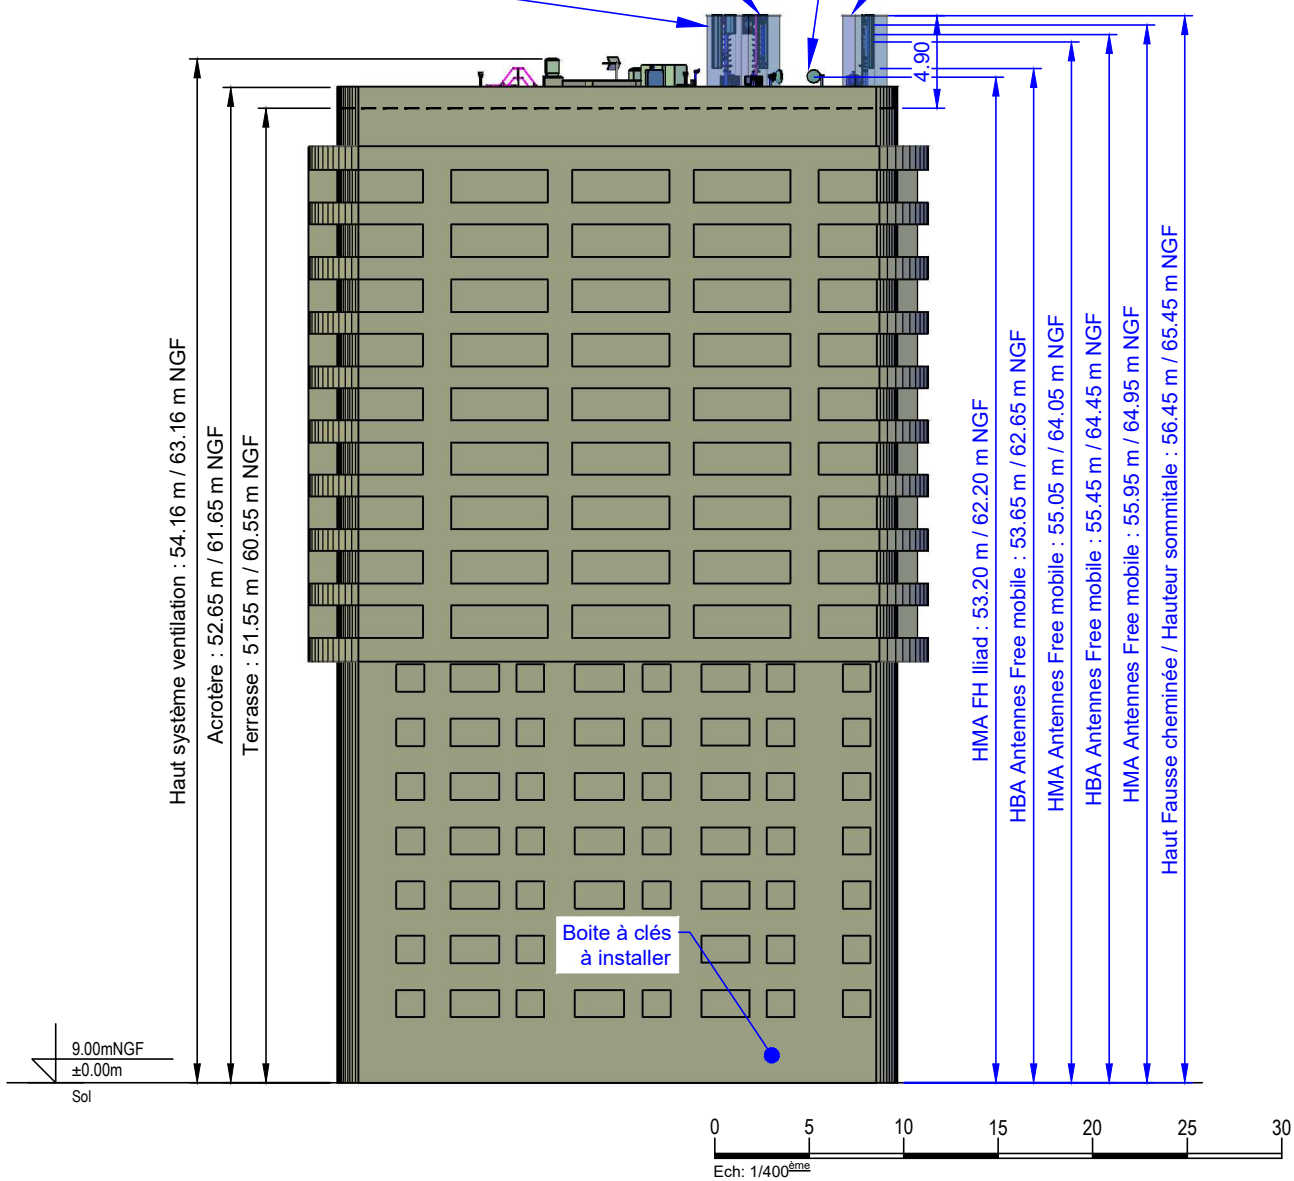 4.90
Haut système ventilation : 54.16 m / 63.16 m NGF
Acrotère : 52.65 m / 61.65 m NGF
Terrasse : 51.55 m / 60.55 m NGF
HMA FH Iliad : 53.20 m / 62.20 m NGF
HBA Antennes Free mobile : 53.65 m / 62.65 m NGF
HMA Antennes Free mobile : 55.05 m / 64.05 m NGF
HBA Antennes Free mobile : 55.45 m / 64.45 m NGF
HMA Antennes Free mobile : 55.95 m / 64.95 m NGF
Haut Fausse cheminée / Hauteur sommitale : 56.45 m / 65.45 m NGF
Boite à clés
à installer
9.00mNGF
±0.00m
Sol
0 5 10 15 20 25 30
Ech: 1/400ème